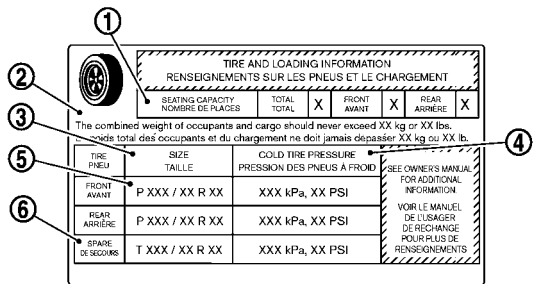 1
TIRE AND LOADING INFORMATION
RENSEIGNEMENTS SUR LES PNEUS ET LE CHARGEMENT
2
SEATING CAPACITY
NOMBRE DE PLACES
TOTAL
TOTAL
X
FRONT
AVANT
X
REAR
ARRIÈRE
X
3
The combined weight of occupants and cargo should never exceed XX kg or XX lbs.
poids total des occupants et du chargement ne doit jamais depasser XX kg ou XX lb.
4
TIRE
PNEU
SIZE
TAILLE
COLD TIRE PRESSURE
PRESSION DES PNEUS À FROID
SEE OWNER'S MANUAL
FOR ADDITIONAL
INFORMATION.
VOIR LE MANUEL
DE L'USAGER
DE RECHANGE
POUR PLUS DE
RENSEIGNEMENTS
5
FRONT
AVANT
P XXX / XX R XX
XXX kPa, XX PSI
REAR
ARRIÈRE
P XXX / XX R XX
XXX kPa, XX PSI
6
SPARE
DE SECOURS
T XXX / XX R XX
XXX kPa, XX PSI